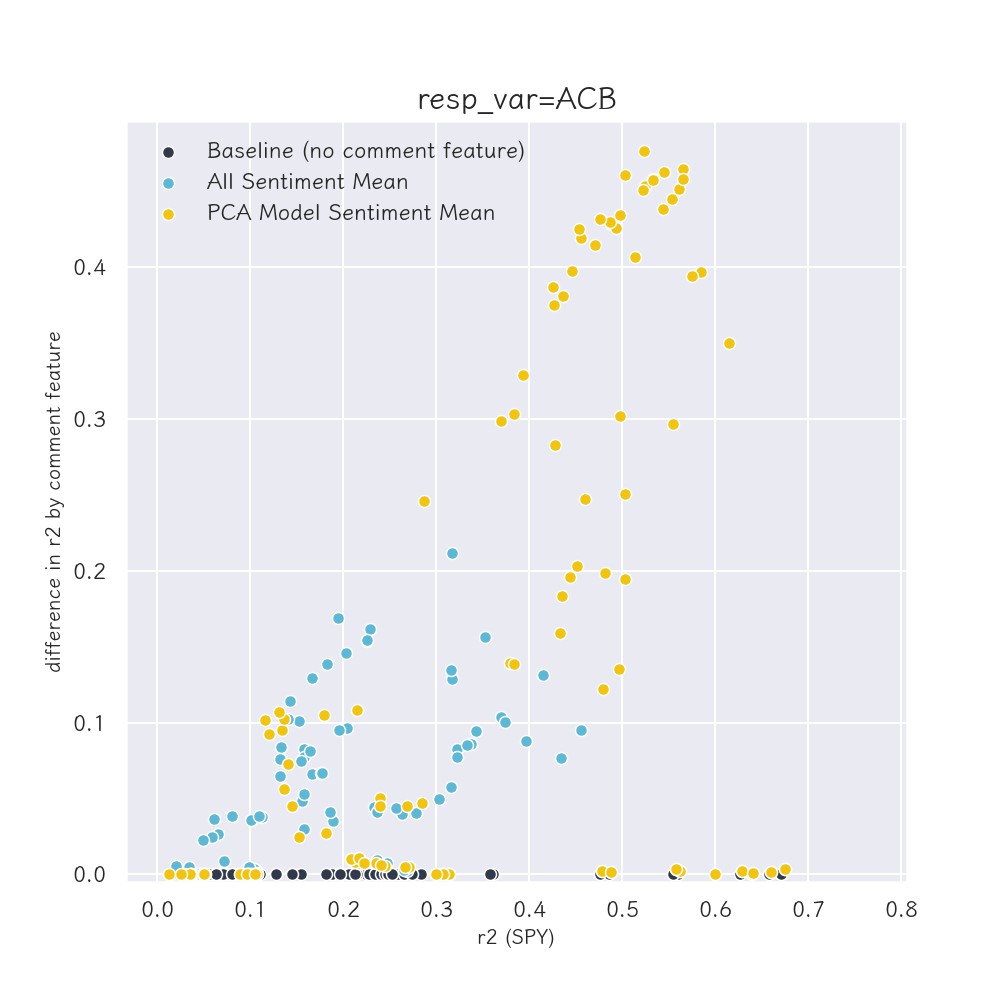 resp_var=ACB
Baseline (no comment feature)
All Sentiment Mean
PCA Model Sentiment Mean
difference in r2 by comment feature
0.4
0.3
0.2
0.1
0.0
0.0 0.1 0.2 0.3 0.4 0.5 0.6 0.7 0.8
r2 (SPY)